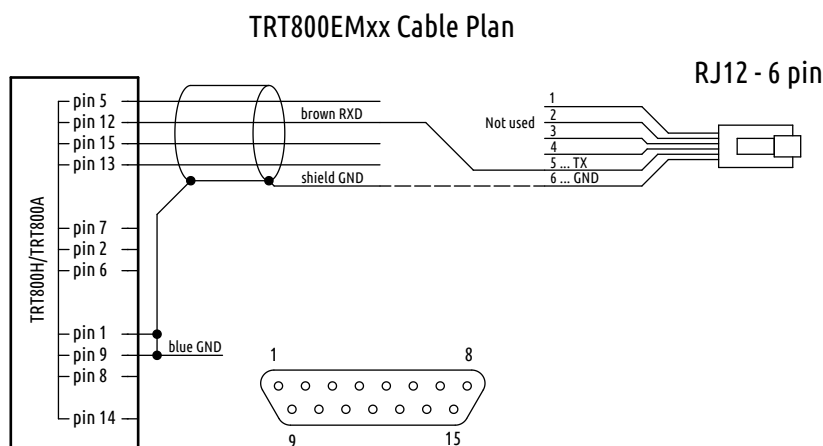 TRT800EMxx Cable Plan
RJ12 - 6 pin
TRT800H/TRT800A
pin 5
pin 12
pin 15
pin 13
pin 7
pin 2
pin 6
pin 1
pin 9
pin 8
pin 14
brown RXD
shield GND
blue GND
Not used
1
2
3
4
5 ... TX
6 ... GND
1 8
9 15